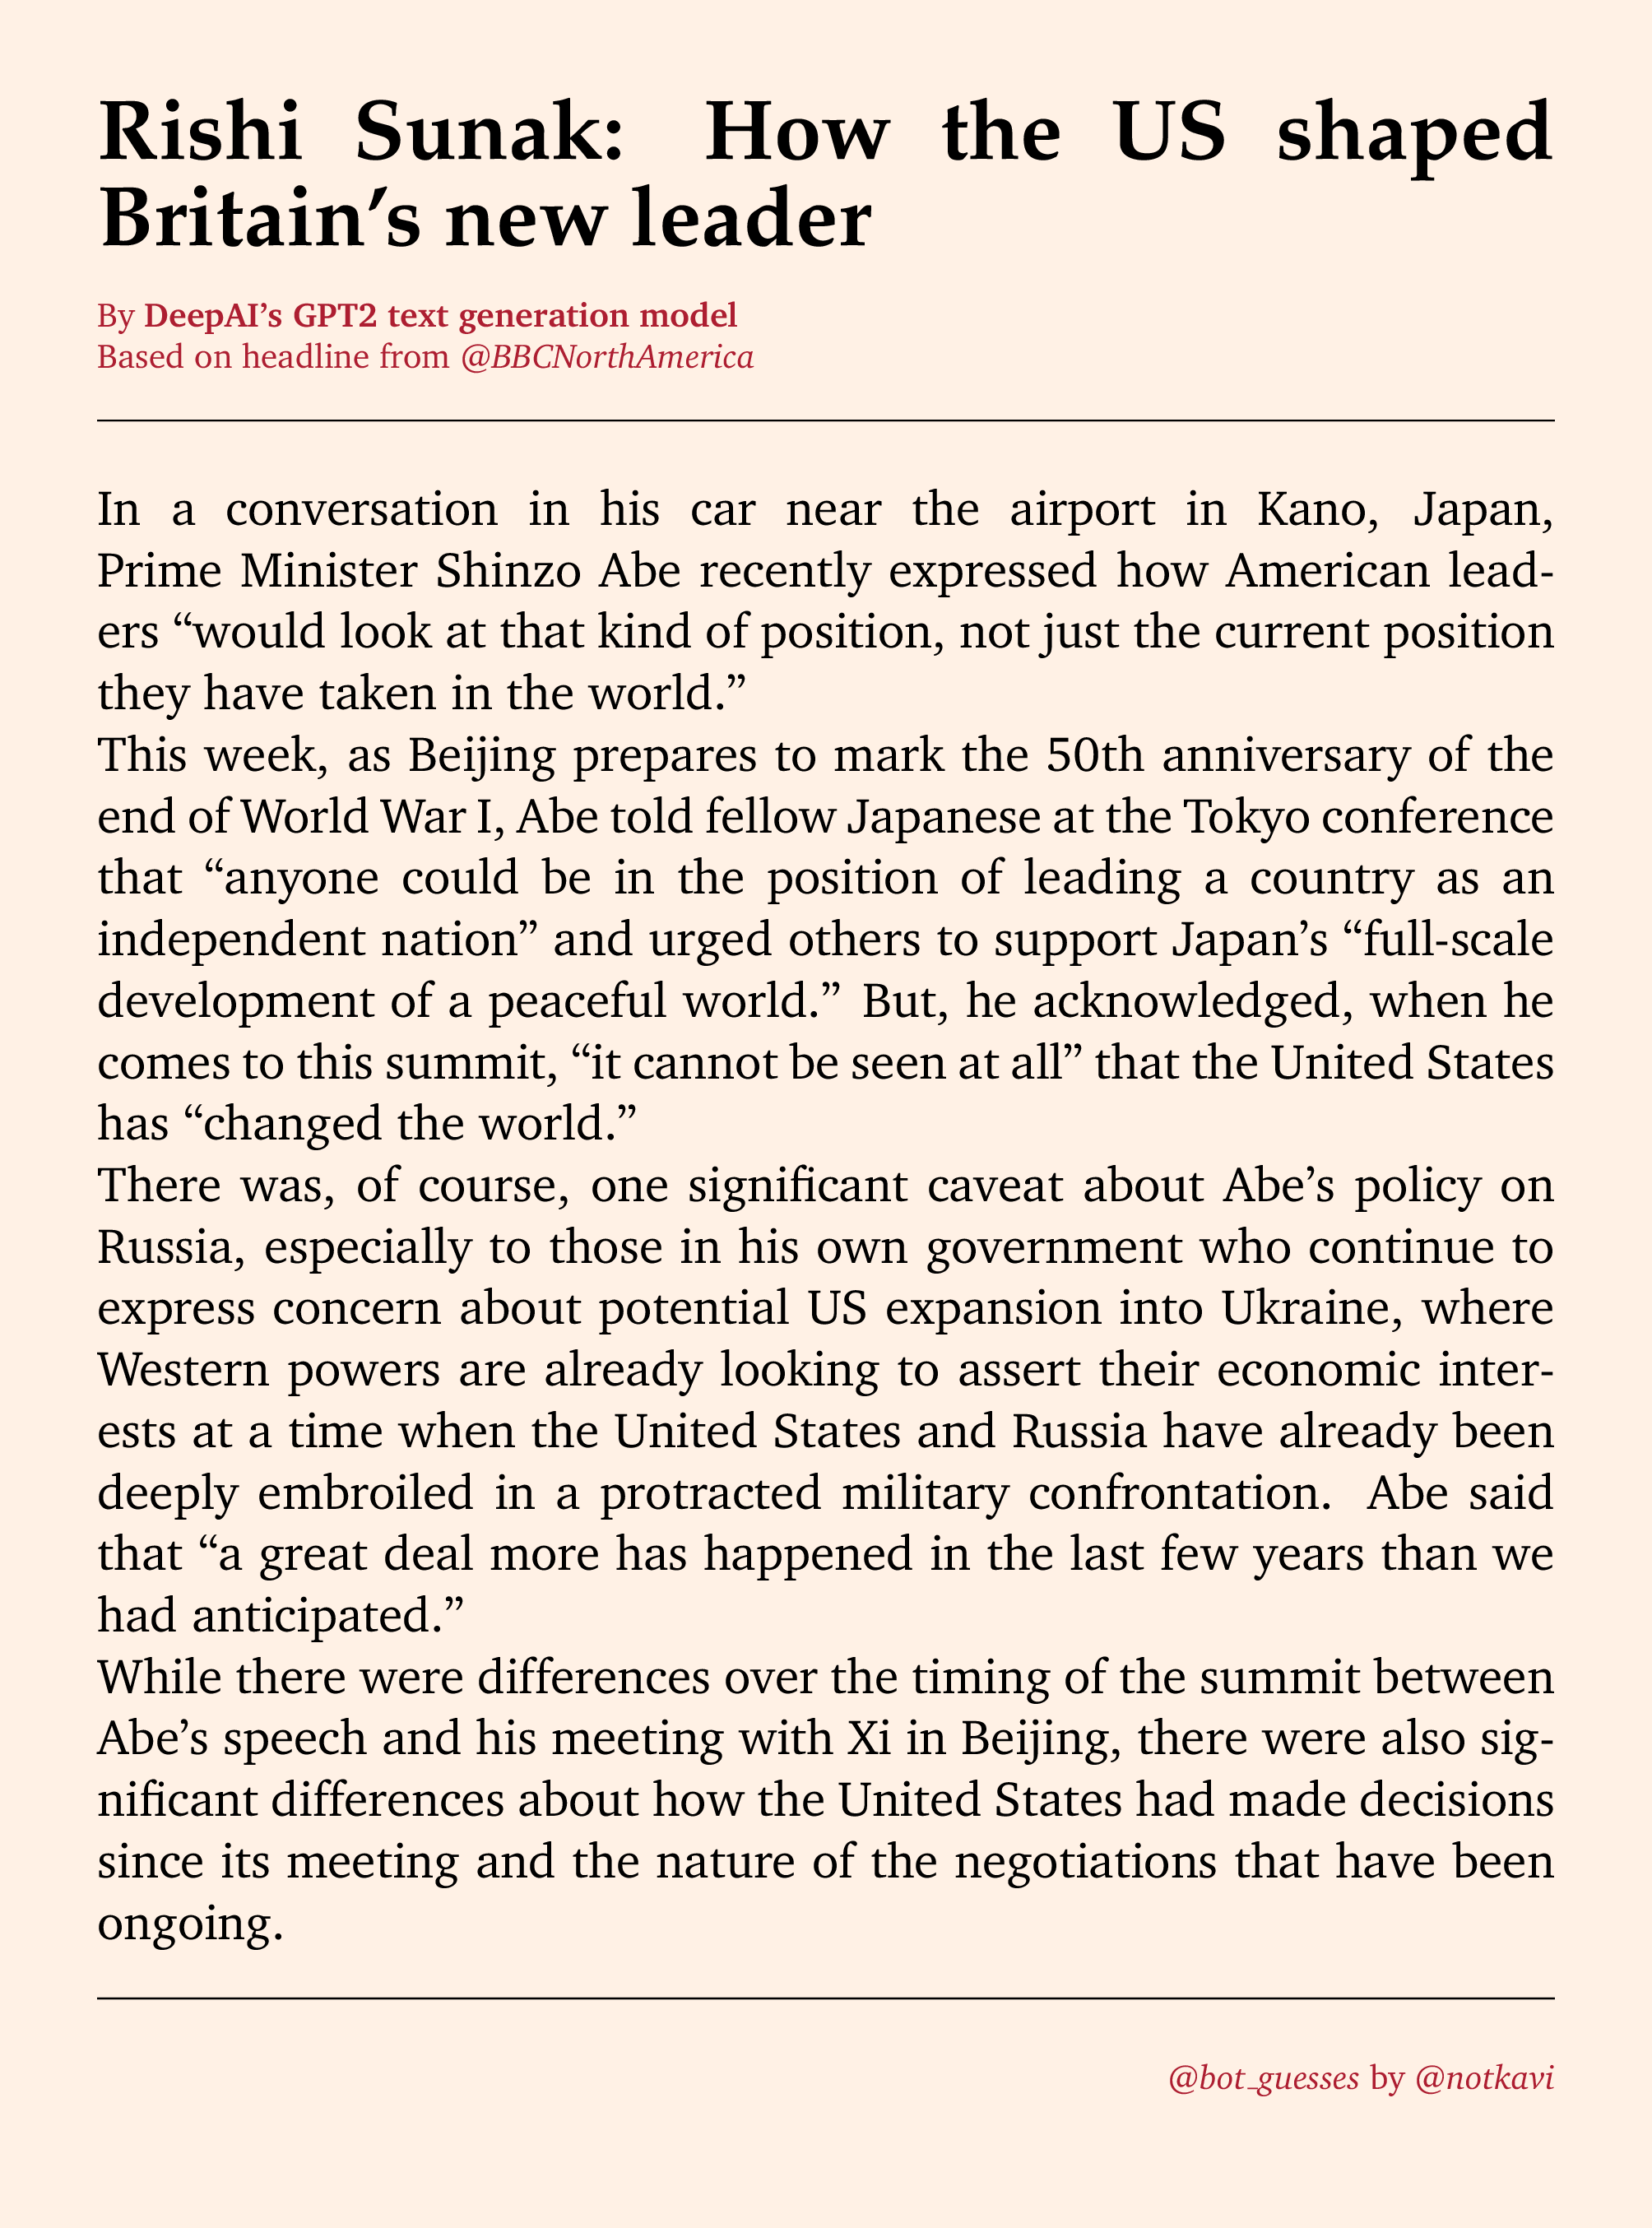 Rishi Sunak: How the US shaped
Britain’s new leader
By DeepAI’s GPT2 text generation model
Based on headline from @BBCNorthAmerica
In a conversation in his car near the airport in Kano, Japan,
Prime Minister Shinzo Abe recently expressed how American lead-
ers “would look at that kind of position, not just the current position
they have taken in the world.”
This week, as Beijing prepares to mark the 50th anniversary of the
end of World War I, Abe told fellow Japanese at the Tokyo conference
that “anyone could be in the position of leading a country as an
independent nation” and urged others to support Japan’s “full-scale
development of a peaceful world.” But, he acknowledged, when he
comes to this summit, “it cannot be seen at all” that the United States
has “changed the world.”
There was, of course, one significant caveat about Abe’s policy on
Russia, especially to those in his own government who continue to
express concern about potential US expansion into Ukraine, where
Western powers are already looking to assert their economic inter-
ests at a time when the United States and Russia have already been
deeply embroiled in a protracted military confrontation. Abe said
that “a great deal more has happened in the last few years than we
had anticipated.”
While there were differences over the timing of the summit between
Abe’s speech and his meeting with Xi in Beijing, there were also sig-
nificant differences about how the United States had made decisions
since its meeting and the nature of the negotiations that have been
ongoing.
@bot_guesses by @notkavi